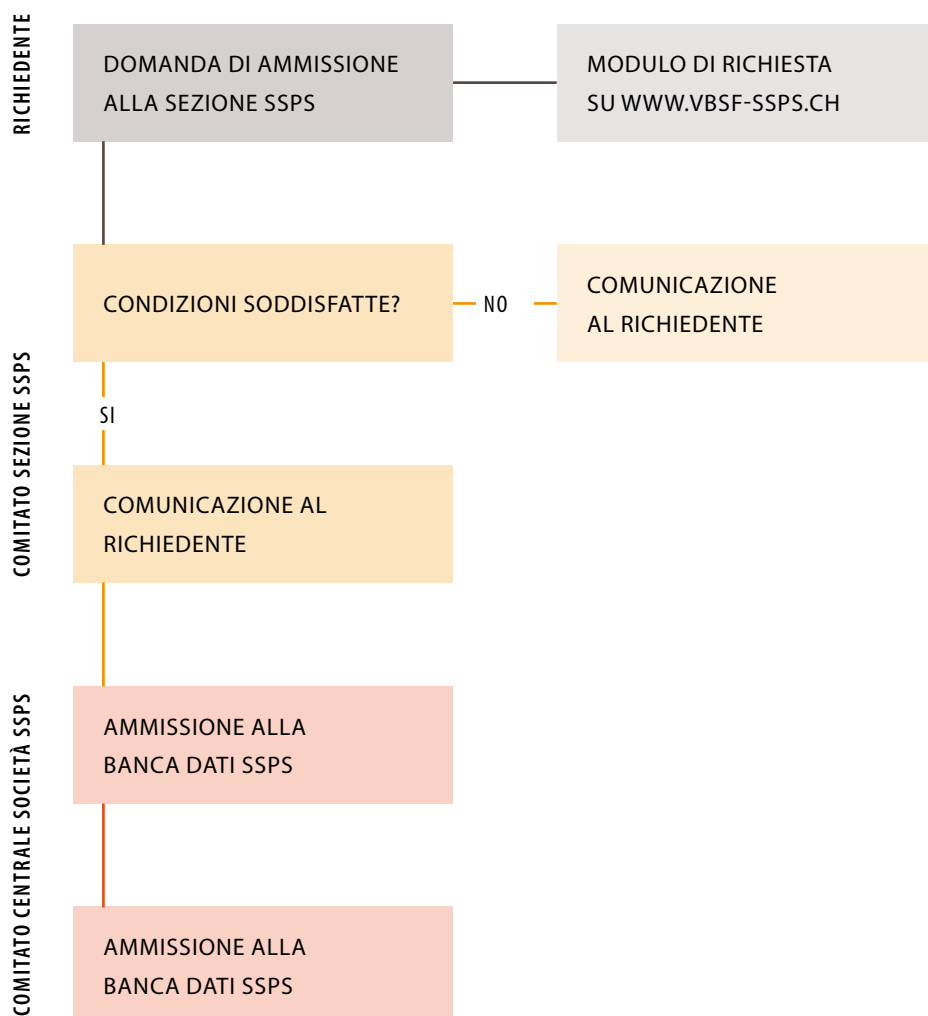 RICHIEDENTE
DOMANDA DI AMMISSIONE
ALLA SEZIONE SSPS
MODULO DI RICHIESTA
SU WWW.VBSF-SSPS.CH
COMITATO SEZIONE SSPS
CONDIZIONI SODDISFATTE?
NO
COMUNICAZIONE
AL RICHIEDENTE
SI
COMUNICAZIONE AL
RICHIEDENTE
COMITATO CENTRALE SOCIETÀ SSPS
AMMISSIONE ALLA
BANCA DATI SSPS
AMMISSIONE ALLA
BANCA DATI SSPS